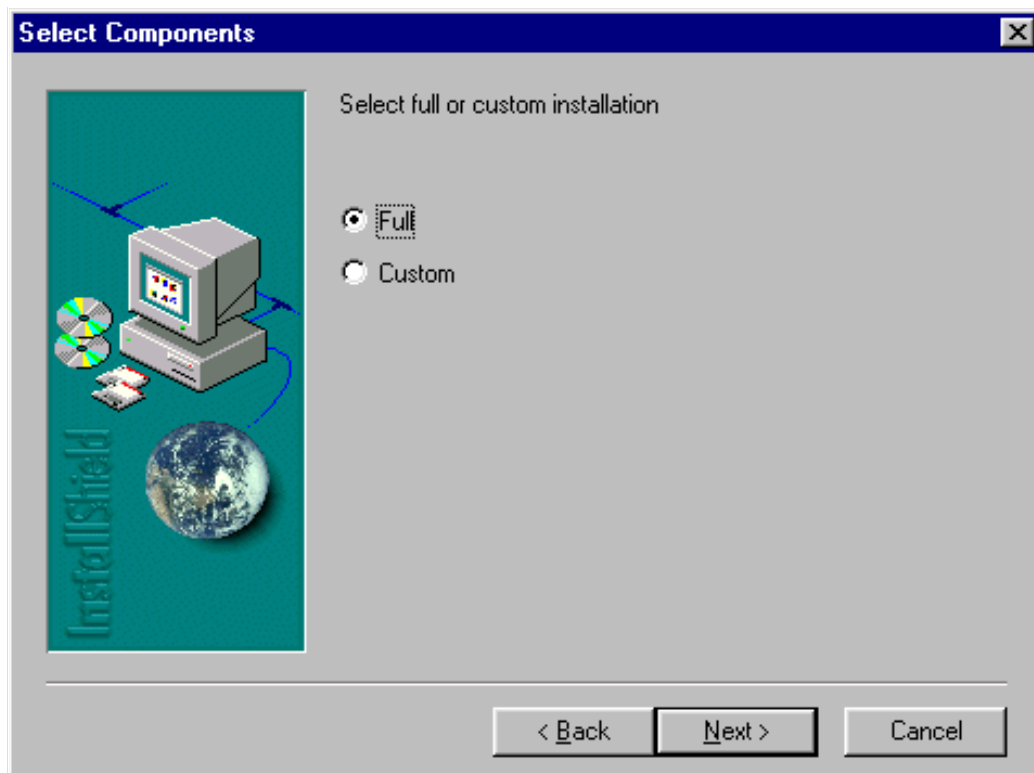 Select Components
Select full or custom installation
Full
Custom
InstallShield
< Back
Next >
Cancel